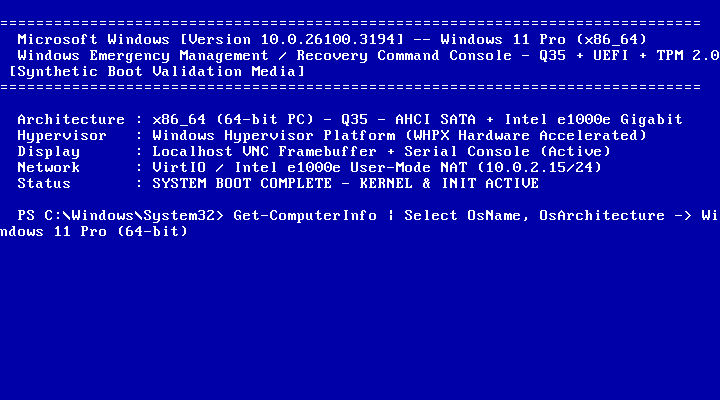 ==============================================================================
Microsoft Windows [Version 10.0.26100.3194] -- Windows 11 Pro (x86_64)
Windows Emergency Management / Recovery Command Console - Q35 + UEFI + TPM 2.0
[Synthetic Boot Validation Media]
==============================================================================
Architecture : x86_64 (64-bit PC) - Q35 - AHCI SATA + Intel e1000e Gigabit
Hypervisor   : Windows Hypervisor Platform (WHPX Hardware Accelerated)
Display      : Localhost VNC Framebuffer + Serial Console (Active)
Network      : VirtIO / Intel e1000e User-Mode NAT (10.0.2.15/24)
Status       : SYSTEM BOOT COMPLETE - KERNEL & INIT ACTIVE
PS C:\Windows\System32> Get-ComputerInfo | Select OsName, OsArchitecture -> Wi
ndows 11 Pro (64-bit)